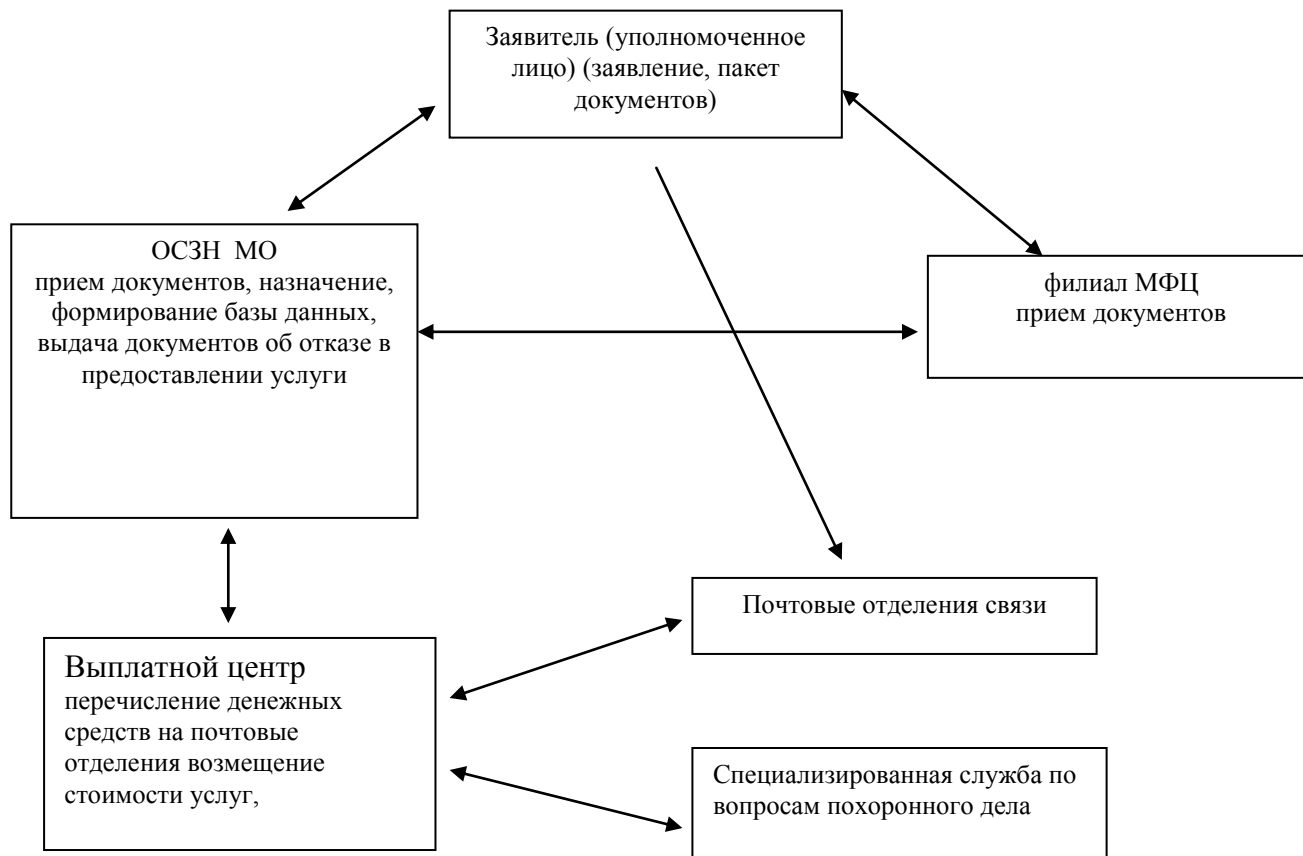 Заявитель (уполномоченное
лицо) (заявление, пакет
документов)
ОСЗН МО
прием документов, назначение,
формирование базы данных,
выдача документов об отказе в
предоставлении услуги
филиал МФЦ
прием документов
Почтовые отделения связи
Выплатной центр
перечисление денежных
средств на почтовые
отделения возмещение
стоимости услуг,
Специализированная служба по
вопросам похоронного дела